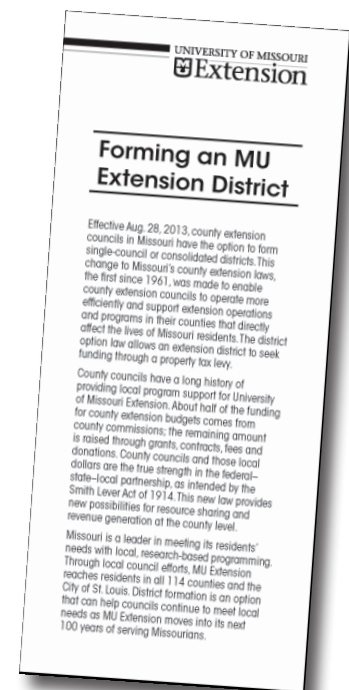 UNIVERSITY OF MISSOURI
Extension
Forming an MU
Extension District
Effective Aug. 28, 2013, county extension
councils in Missouri have the option to form
single-council or consolidated districts. This
change to Missouri's county extension laws,
the first since 1961, was made to enable
county extension councils to operate more
efficiently and support extension operations
and programs in their counties that directly
affect the lives of Missouri residents. The district
option law allows an extension district to seek
funding through a property tax levy.
County councils have a long history of
providing local program support for University
of Missouri Extension. About half of the funding
for county extension budgets comes from
county commissions; the remaining amount
is raised through grants, contracts, fees and
donations. County councils and those local
dollars are the true strength in the federal–
state–local partnership, as intended by the
Smith Lever Act of 1914. This new law provides
new possibilities for resource sharing and
revenue generation at the county level.
Missouri is a leader in meeting its residents'
needs with local, research-based programming.
Through local council efforts, MU Extension
reaches residents in all 114 counties and the
City of St. Louis. District formation is an option
that can help councils continue to meet local
needs as MU Extension moves into its next
100 years of serving Missourians.